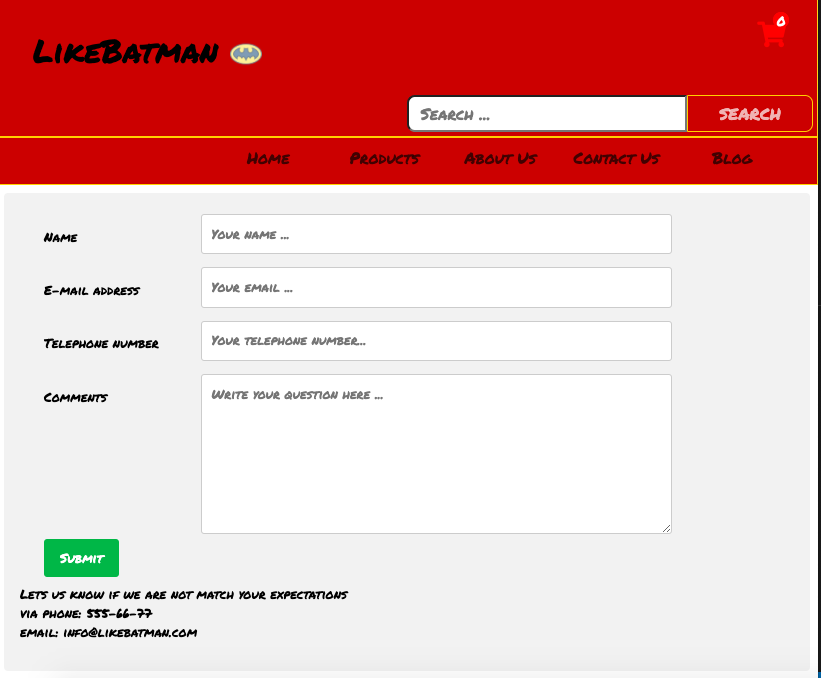 LikeBatman
0
Search ...
SEARCH
Home Products About Us Contact Us Blog
Name
Your name ...
E-mail address
Your email ...
Telephone number
Your telephone number...
Comments
Write your question here ...
Submit
Lets us know if we are not match your expectations
via phone: 555-66-77
email: info@likebatman.com